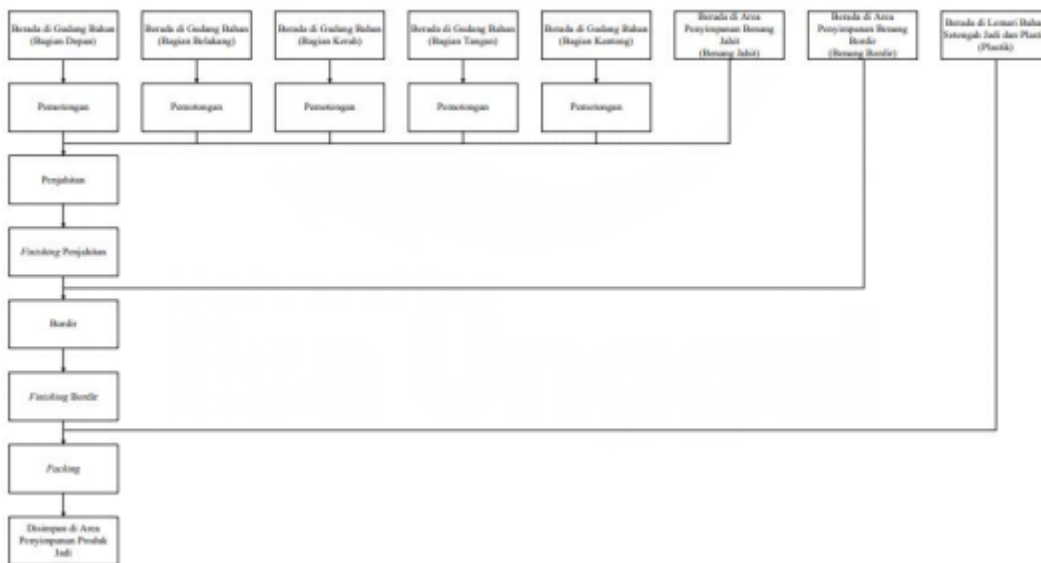 Berada di Gudang Bahan
(Bagian Depan)
Berada di Gudang Bahan
(Bagian Belakang)
Berada di Gudang Bahan
(Bagian Kerah)
Berada di Gudang Bahan
(Bagian Tangan)
Berada di Gudang Bahan
(Bagian Kantong)
Berada di Area
Penyimpanan Benang
Jahit
(Benang Jahit)
Berada di Area
Penyimpanan Benang
Bordir
(Benang Bordir)
Berada di Lemari Bahan
Setengah Jadi dan Plastik
(Plastik)
Pemotongan
Pemotongan
Pemotongan
Pemotongan
Pemotongan
Penjahitan
Finishing Penjahitan
Bordir
Finishing Bordir
Packing
Disimpan di Area
Penyimpanan Produk
Jadi